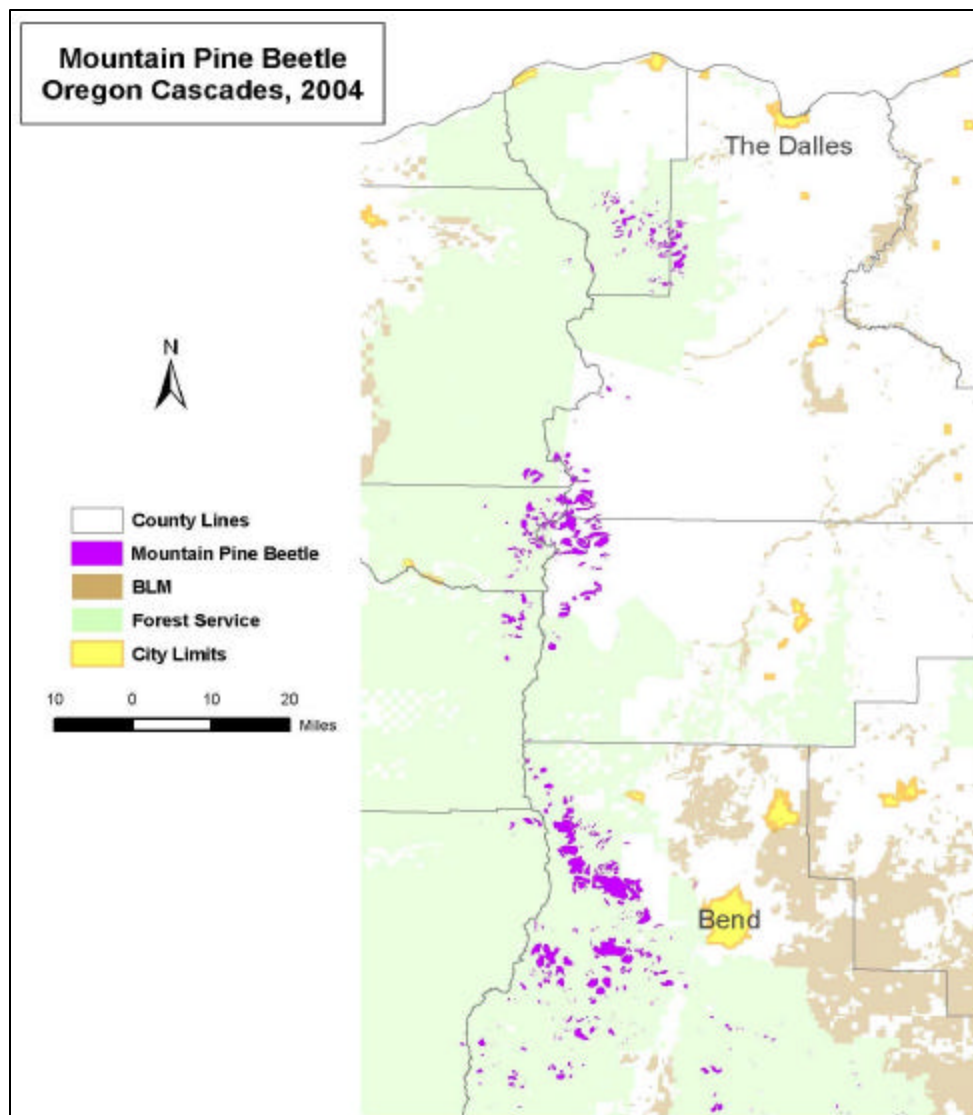 Mountain Pine Beetle
Oregon Cascades, 2004
The Dalles
N
County Lines
Mountain Pine Beetle
BLM
Forest Service
City Limits
10 0 10 20
Miles
Bend